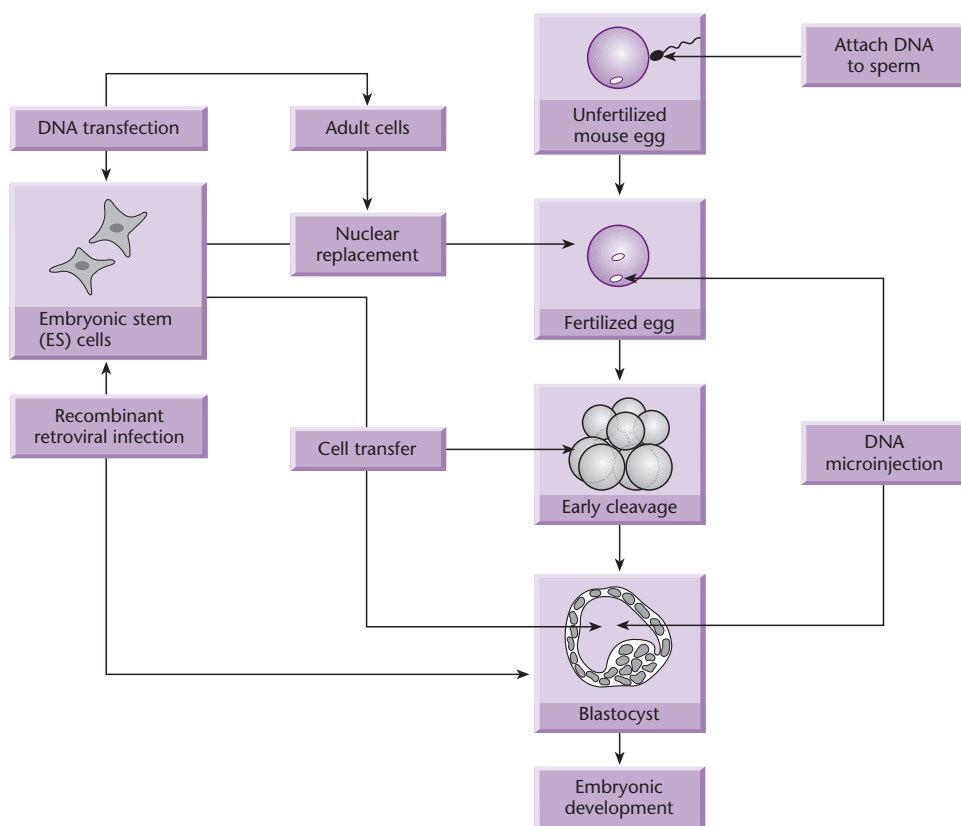 Attach DNA
to sperm
Unfertilized
mouse egg
DNA transfection
Adult cells
Nuclear
replacement
Embryonic stem
(ES) cells
Fertilized egg
Recombinant
retroviral infection
Cell transfer
DNA
microinjection
Early cleavage
Blastocyst
Embryonic
development